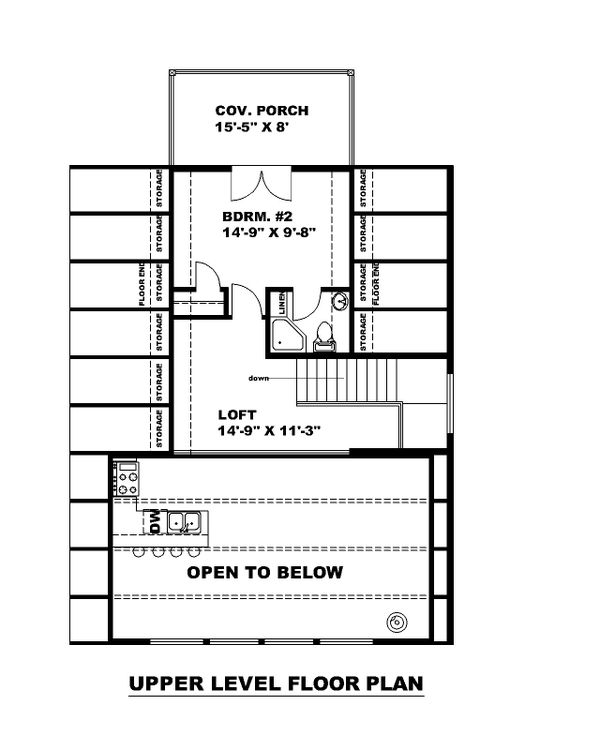 COV. PORCH
15'-5" X 8'
STORAGE
STORAGE
BDRM. #2
14'-9" X 9'-8"
STORAGE
STORAGE
FLOOR END
STORAGE
LINEN
STORAGE
FLOOR END
STORAGE
STORAGE
STORAGE
down
STORAGE
LOFT
14'-9" X 11'-3"
DW
OPEN TO BELOW
UPPER LEVEL FLOOR PLAN